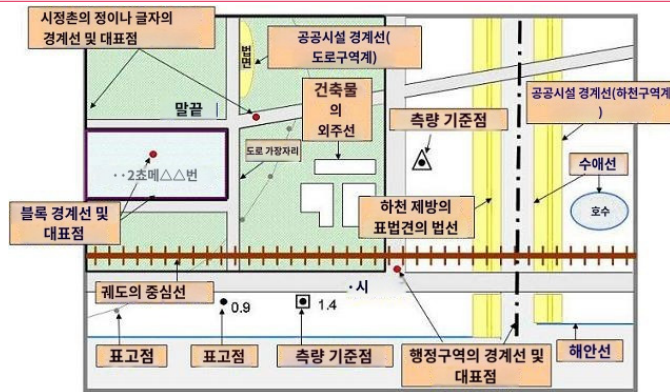 시정촌의 정이나 글자의
경계선 및 대표점
법면
공공시설 경계선(
도로구역계)
말끝
건축물
의
외주선
측량 기준점
공공시설 경계선(하천구역계
)
도로 가장자리
수애선
‥2쵸메△△번
호수
블록 경계선 및
대표점
하천 제방의
표법견의 법선
궤도의 중심선
・시
0.9
1.4
표고점
표고점
측량 기준점
행정구역의 경계선 및
대표점
해안선